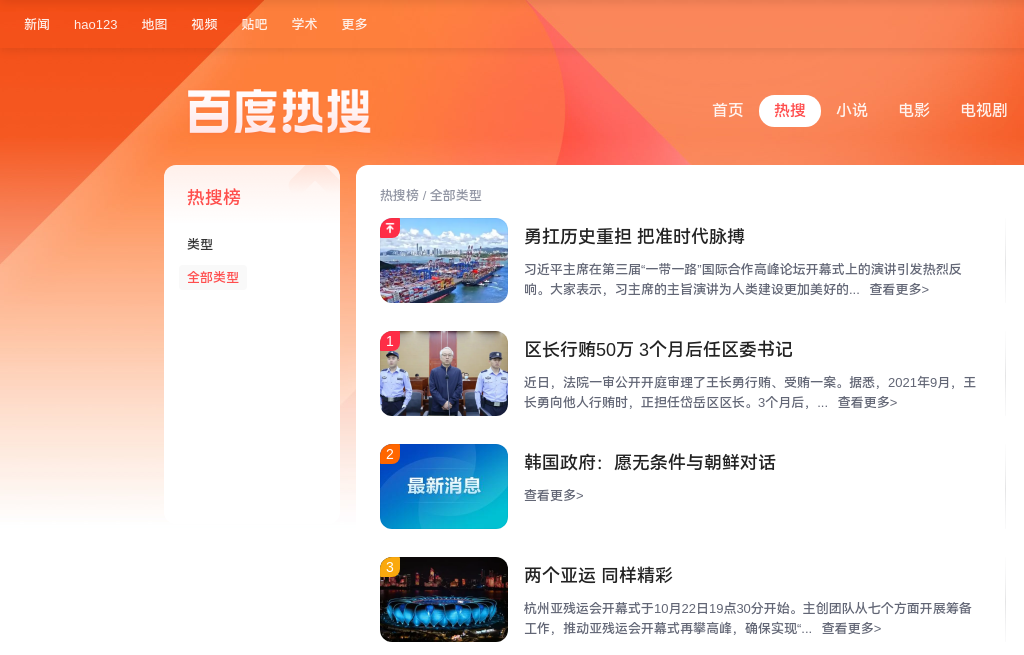 新闻 hao123 地图 视频 贴吧 学术 更多
百度热搜
首页 热搜 小说 电影 电视剧
热搜榜
类型
全部类型
热搜榜 / 全部类型
勇扛历史重担 把准时代脉搏
习近平主席在第三届“一带一路”国际合作高峰论坛开幕式上的演讲引发热烈反
响。大家表示，习主席的主旨演讲为人类建设更加美好的... 查看更多>
1
区长行贿50万 3个月后任区委书记
近日，法院一审公开开庭审理了王长勇行贿、受贿一案。据悉，2021年9月，王
长勇向他人行贿时，正担任岱岳区区长。3个月后，... 查看更多>
2
最新消息
韩国政府：愿无条件与朝鲜对话
查看更多>
3
两个亚运 同样精彩
杭州亚残运会开幕式于10月22日19点30分开始。主创团队从七个方面开展筹备
工作，推动亚残运会开幕式再攀高峰，确保实现“... 查看更多>